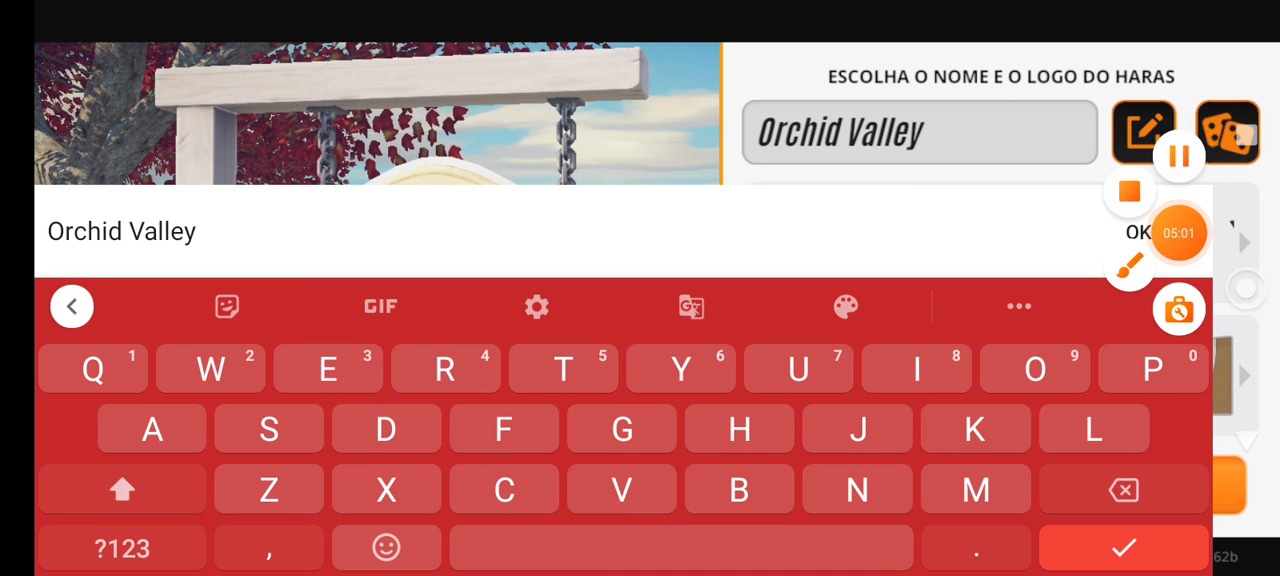 ESCOLHA O NOME E O LOGO DO HARAS
Orchid Valley
Orchid Valley
OK
05:01
GIF
Q 1 W 2 E 3 R 4 T 5 Y 6 U 7 I 8 O 9 P 0
A S D F G H J K L
Z X C V B N M
?123 , .
62b